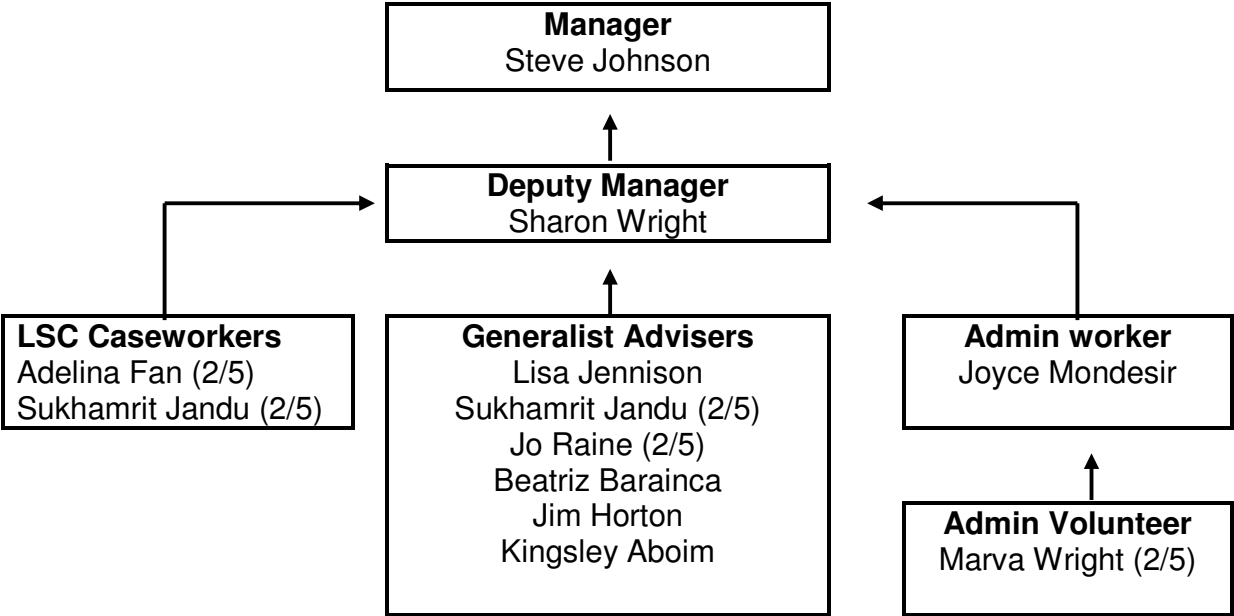 Manager
Steve Johnson
Deputy Manager
Sharon Wright
LSC Caseworkers
Adelina Fan (2/5)
Sukhamrit Jandu (2/5)
Generalist Advisers
Lisa Jennison
Sukhamrit Jandu (2/5)
Jo Raine (2/5)
Beatriz Barainca
Jim Horton
Kingsley Aboim
Admin worker
Joyce Mondesir
Admin Volunteer
Marva Wright (2/5)